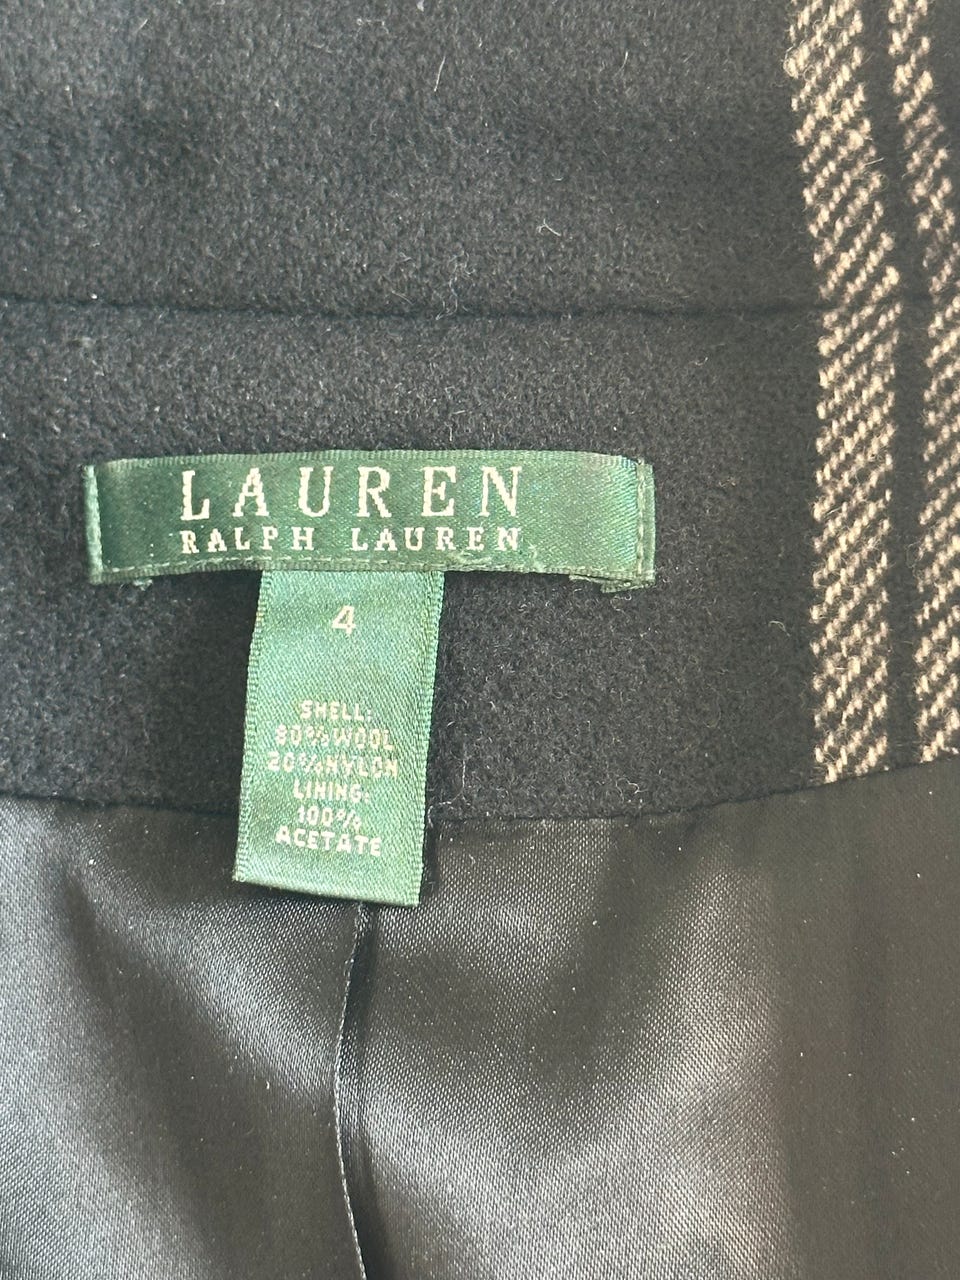 LAUREN
RALPH LAUREN
4
SHELL:
80% WOOL
20% NYLON
LINING:
100%
ACETATE